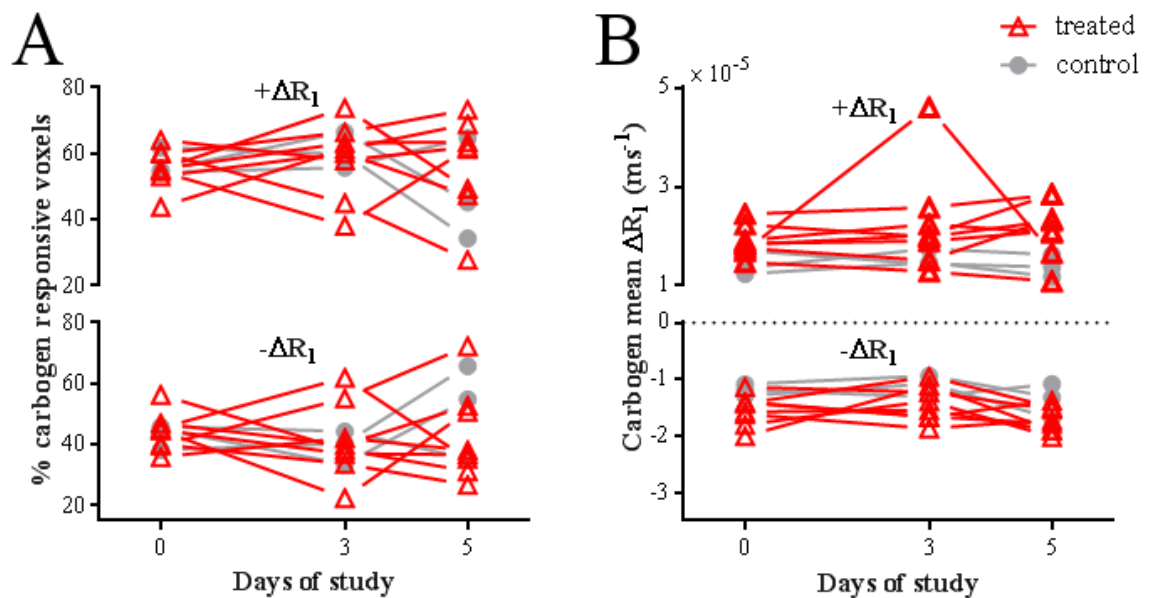 A
% carbogen responsive voxels
80
60
40
20
+ΔR1
80
60
40
20
-ΔR1
0
3
5
Days of study
B
treated
control
Carbogen mean ΔR1 (ms-1)
× 10-5
5
3
1
+ΔR1
0
-1
-2
-3
-ΔR1
0
3
5
Days of study